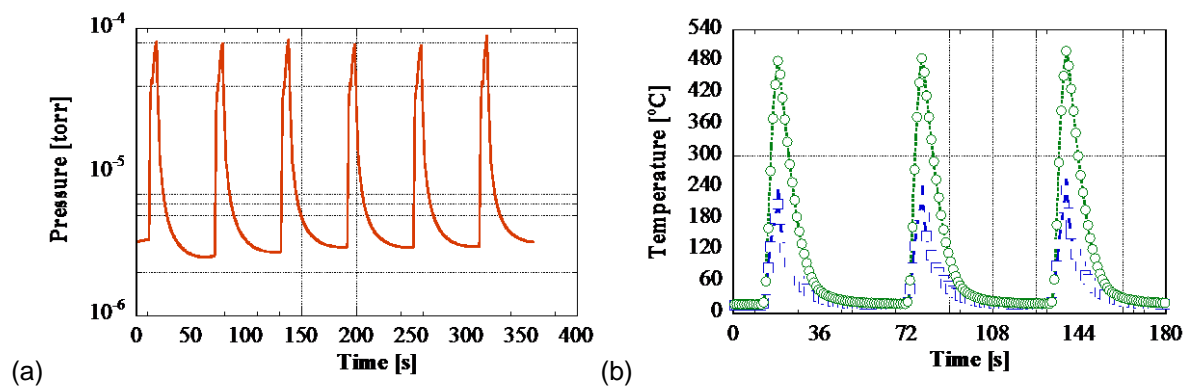 10-4
10-5
10-6
Pressure [torr]
0 50 100 150 200 250 300 350 400
Time [s]
(a)
540
480
420
360
300
240
180
120
60
0
Temperature [°C]
0 36 72 108 144 180
Time [s]
(b)